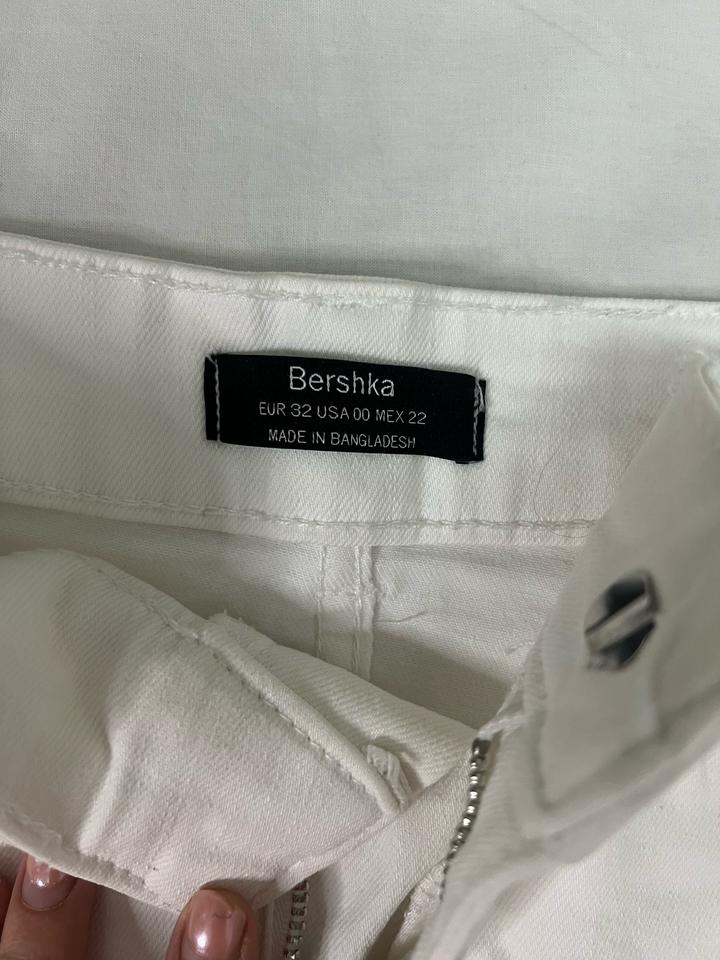 Bershka
EUR 32 USA 00 MEX 22
MADE IN BANGLADESH